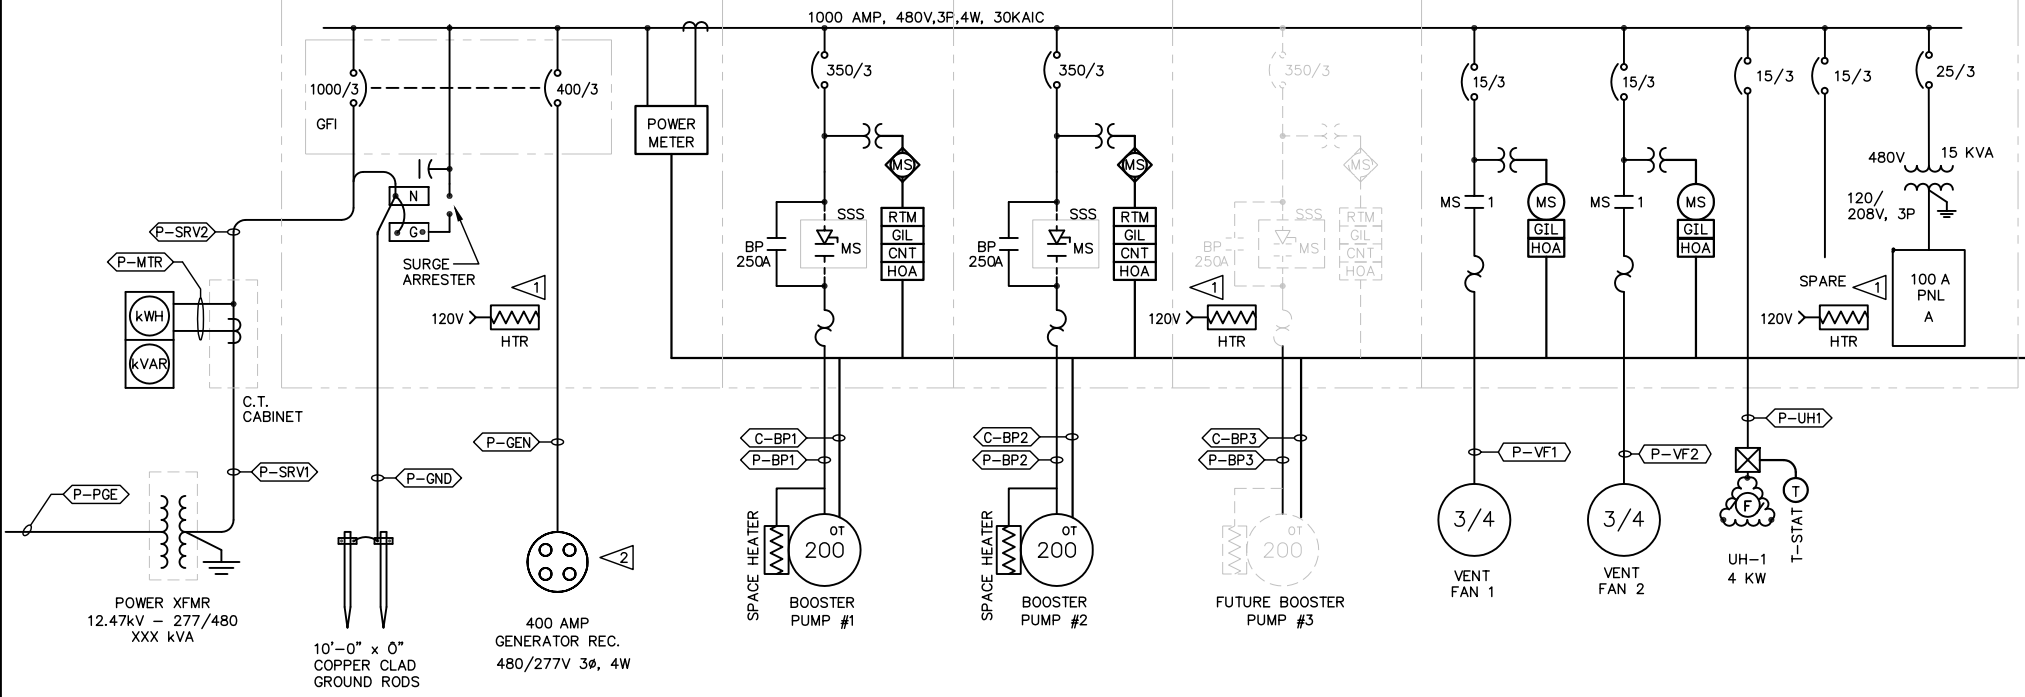 1000 AMP, 480V,3P,4W, 30KAIC
1000/3
GFI
400/3
POWER
METER
350/3
350/3
350/3
15/3
15/3
15/3
15/3
25/3
N
G
SURGE
ARRESTER
1
120V
HTR
P-SRV2
P-MTR
kWH
kVAR
C.T.
CABINET
P-SRV1
P-PGE
POWER XFMR
12.47kV – 277/480
XXX kVA
P-GND
10'-0" x 0"
COPPER CLAD
GROUND RODS
P-GEN
2
400 AMP
GENERATOR REC.
480/277V 3ø, 4W
MS
SSS
RTM
GIL
CNT
HOA
BP
250A
MS
C-BP1
P-BP1
SPACE HEATER
OT
200
BOOSTER
PUMP #1
MS
SSS
RTM
GIL
CNT
HOA
BP
250A
MS
C-BP2
P-BP2
SPACE HEATER
OT
200
BOOSTER
PUMP #2
MS
SSS
RTM
GIL
CNT
HOA
BP
250A
MS
1
120V
HTR
C-BP3
P-BP3
OT
200
FUTURE BOOSTER
PUMP #3
MS 1
MS
GIL
HOA
P-VF1
3/4
VENT
FAN 1
MS 1
MS
GIL
HOA
P-VF2
3/4
VENT
FAN 2
P-UH1
F
T
T-STAT
UH-1
4 KW
SPARE
1
120V
HTR
480V
15 KVA
120/
208V, 3P
100 A
PNL
A